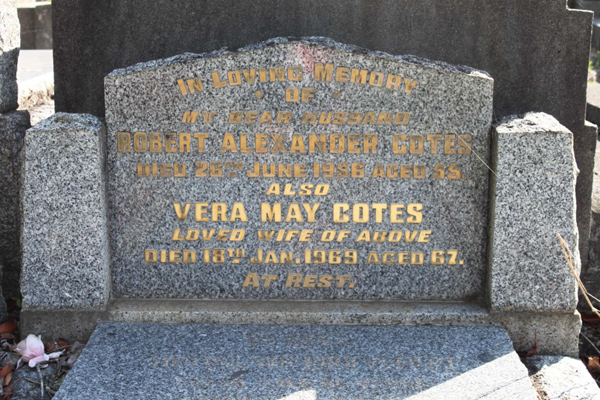 IN LOVING MEMORY
OF
MY DEAR HUSBAND
ROBERT ALEXANDER COTES
DIED 26TH JUNE 1956 AGED 55.
ALSO
VERA MAY COTES
LOVED WIFE OF ABOVE
DIED 18TH JAN. 1969 AGED 67.
AT REST.